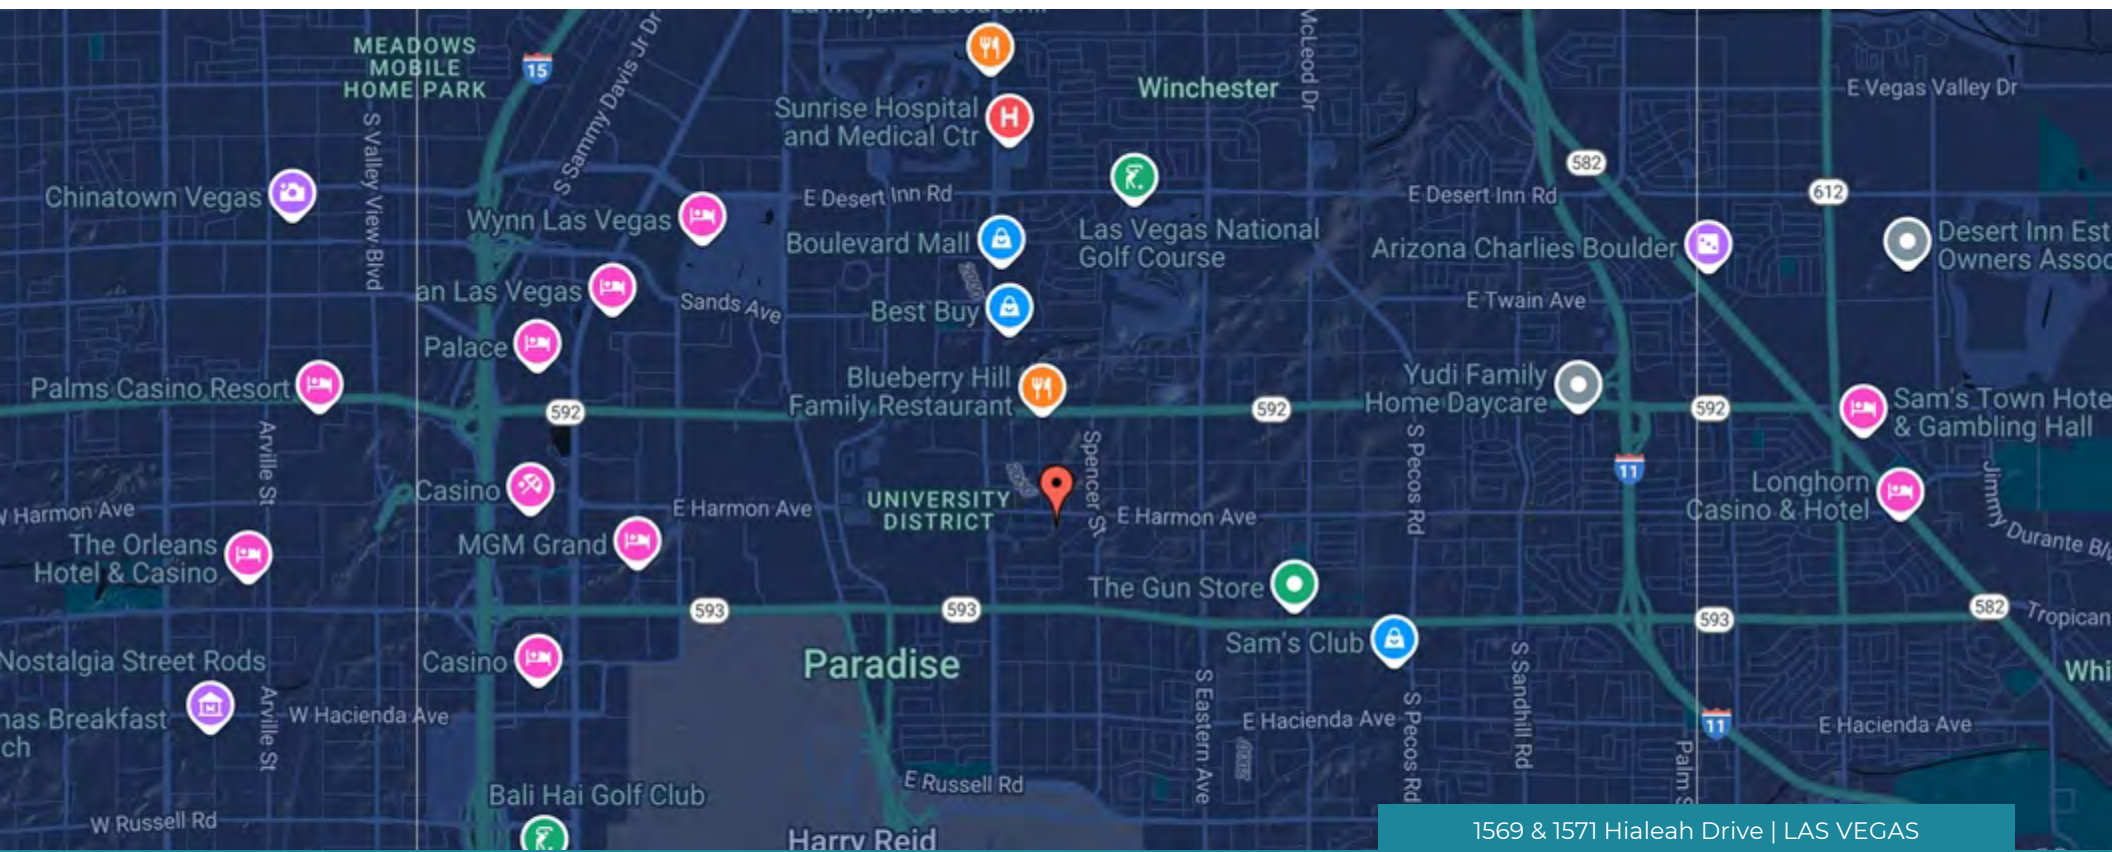 MEADOWS
MOBILE
HOME PARK
15
S Sammy Davis Jr Dr
S Valley View Blvd
Sunrise Hospital
and Medical Ctr
H
Winchester
McLeod Dr
E Vegas Valley Dr
582
612
Chinatown Vegas
Wynn Las Vegas
E Desert Inn Rd
E Desert Inn Rd
Boulevard Mall
Las Vegas National
Golf Course
Arizona Charlies Boulder
Desert Inn Est
Owners Assoc
an Las Vegas
Sands Ave
Best Buy
E Twain Ave
Palace
Palms Casino Resort
Blueberry Hill
Family Restaurant
Yudi Family
Home Daycare
Sam's Town Hote
& Gambling Hall
592
592
592
Arville St
Spencer St
S Pecos Rd
11
Casino
UNIVERSITY
DISTRICT
Longhorn
Casino & Hotel
Jimmy Durante Blv
W Harmon Ave
E Harmon Ave
E Harmon Ave
The Orleans
Hotel & Casino
MGM Grand
The Gun Store
593
593
593
582
Tropican
Nostalgia Street Rods
Casino
Paradise
Sam's Club
S Sandhill Rd
Whi
nas Breakfast
ch
Arville St
W Hacienda Ave
S Eastern Ave
E Hacienda Ave
S Pecos Rd
11
E Hacienda Ave
Palm S
Bali Hai Golf Club
E Russell Rd
W Russell Rd
Harry Reid
1569 & 1571 Hialeah Drive | LAS VEGAS